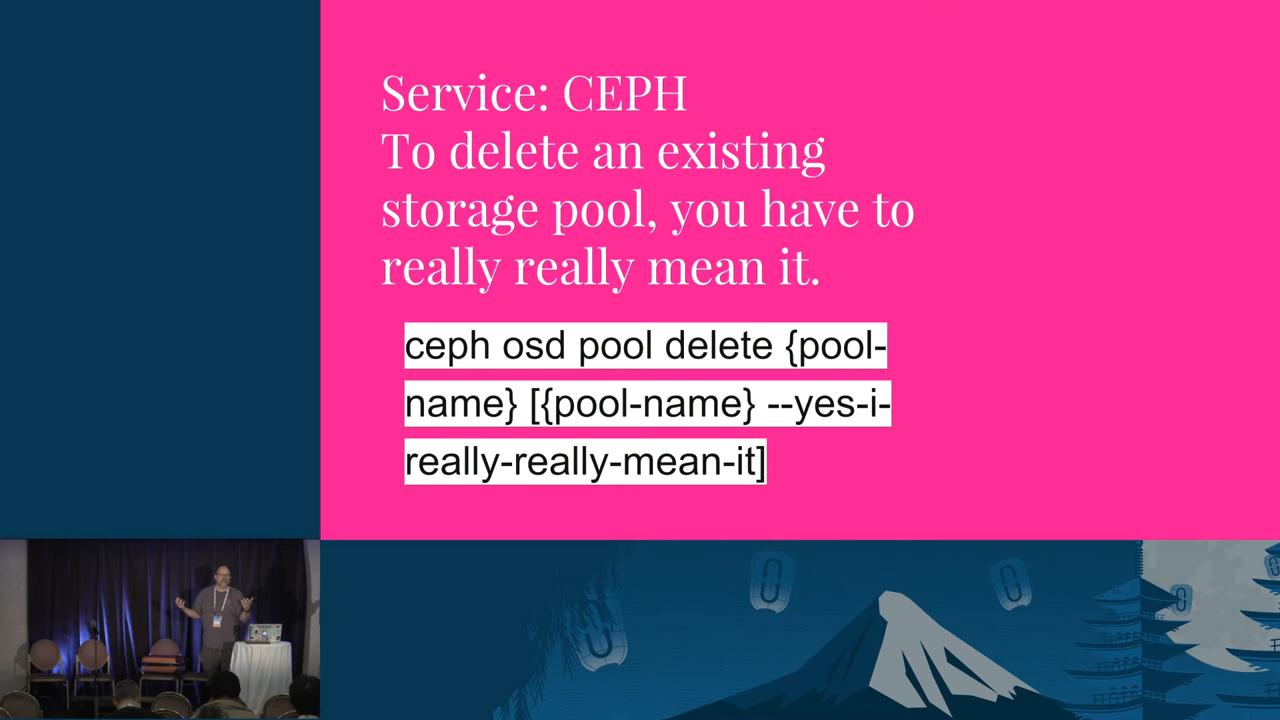 Service: CEPH
To delete an existing
storage pool, you have to
really really mean it.
ceph osd pool delete {pool-
name} [{pool-name} --yes-i-
really-really-mean-it]